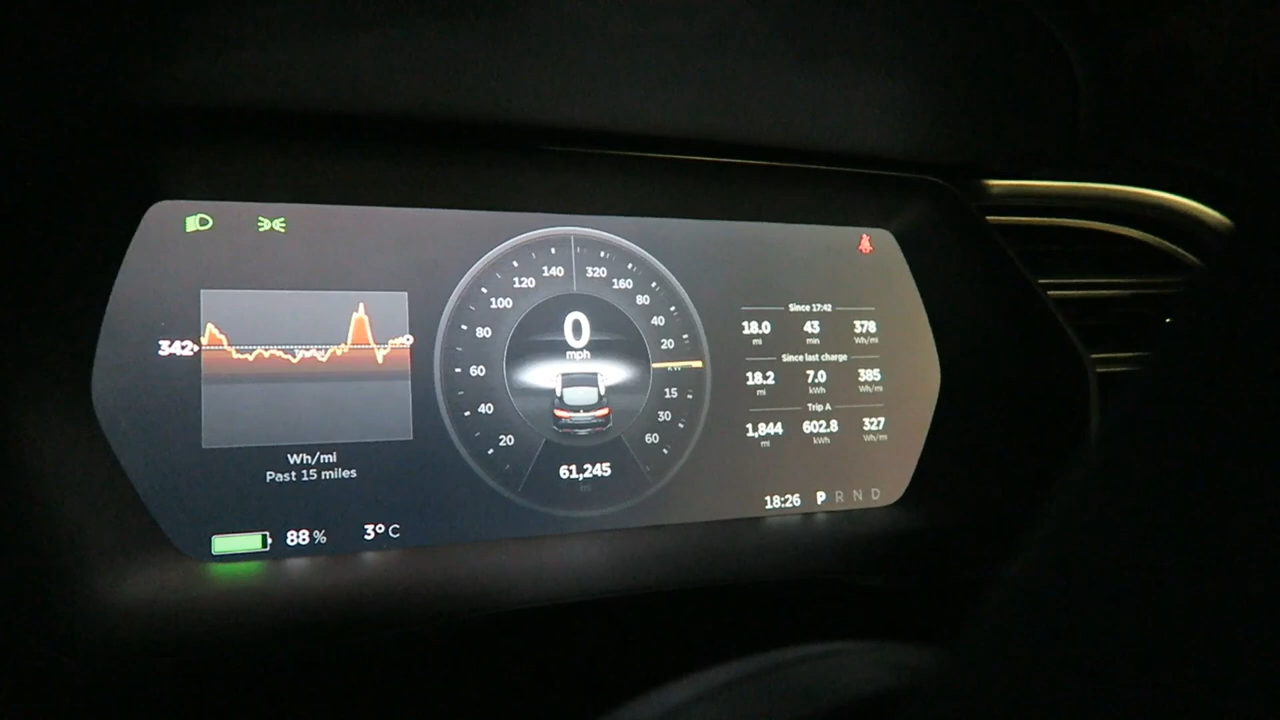 342
Wh/mi
Past 15 miles
88 %
3° C
140
120
100
80
60
40
20
320
160
80
40
20
15
30
60
0
mph
61,245
mi
Since 17:42
18.0 43 378
mi min Wh/mi
Since last charge
18.2 7.0 385
mi kWh Wh/mi
Trip A
1,844 602.8 327
mi kWh Wh/mi
18:26 P R N D